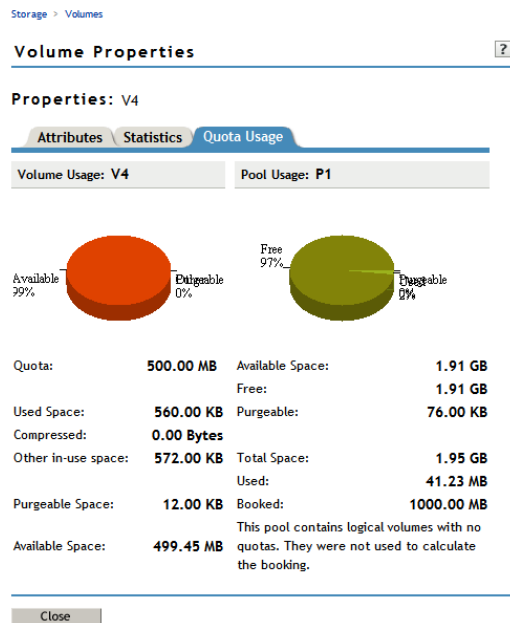 Storage > Volumes
Volume Properties
?
Properties: V4
Attributes Statistics Quota Usage
Volume Usage: V4
Pool Usage: P1
Available
99%
0%
Free
97%
Quota: 500.00 MB
Used Space: 560.00 KB
Compressed: 0.00 Bytes
Other in-use space: 572.00 KB
Purgeable Space: 12.00 KB
Available Space: 499.45 MB
Available Space: 1.91 GB
Free: 1.91 GB
Purgeable: 76.00 KB
Total Space: 1.95 GB
Used: 41.23 MB
Booked: 1000.00 MB
This pool contains logical volumes with no
quotas. They were not used to calculate
the booking.
Close